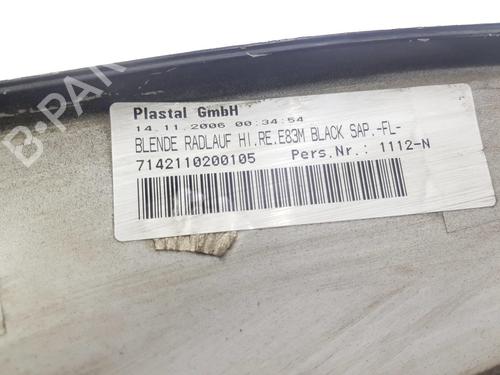 Plastal GmbH
14.11.2006 00:34:54
BLENDE RADLAUF HI.RE.E83M BLACK SAP.-FL-
7142110200105 Pers.Nr.: 1112-N
B-PARTS